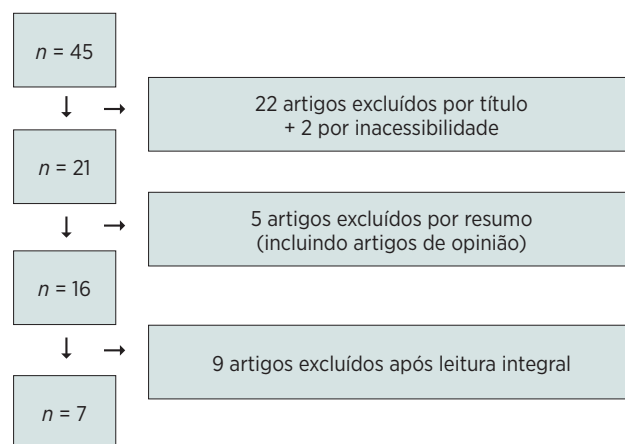 n = 45
22 artigos excluídos por título
+ 2 por inacessibilidade
n = 21
5 artigos excluídos por resumo
(incluindo artigos de opinião)
n = 16
9 artigos excluídos após leitura integral
n = 7